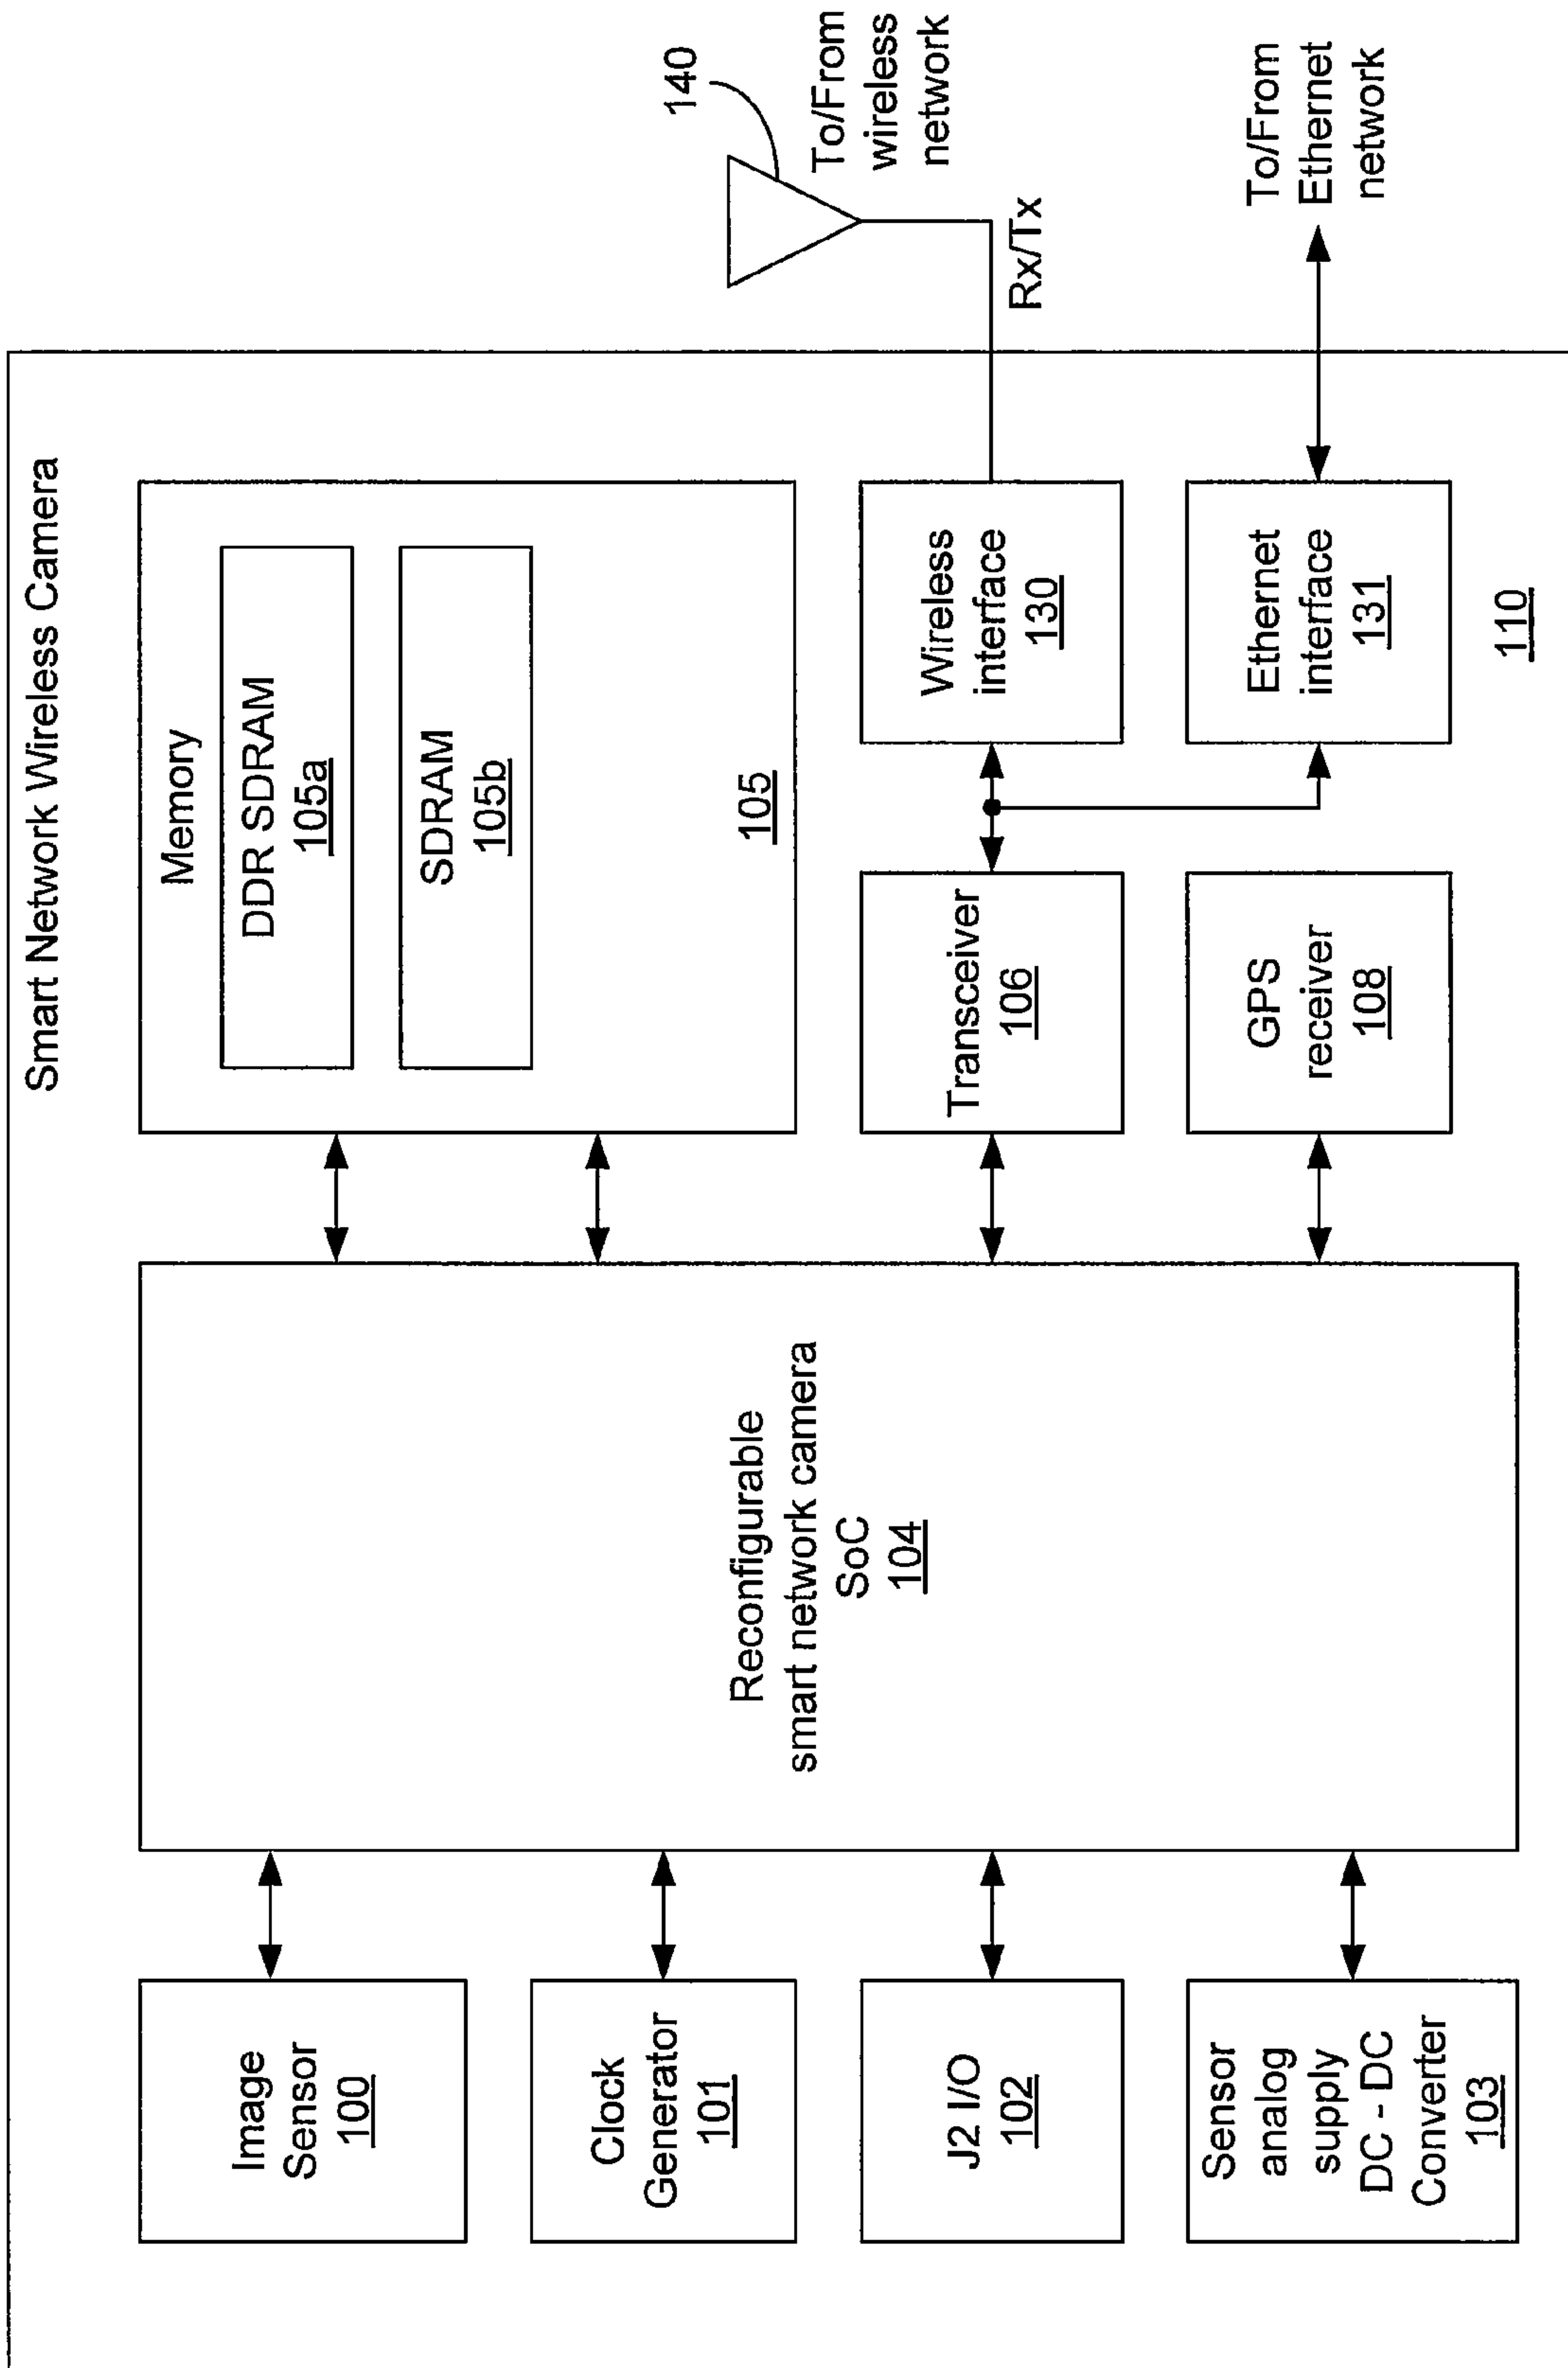 Smart Network Wireless Camera
Image
Sensor
100
Clock
Generator
101
J2 I/O
102
Sensor
analog
supply
DC - DC
Converter
103
Reconfigurable
smart network camera
SoC
104
Memory
DDR SDRAM
105a
SDRAM
105b
105
Transceiver
106
GPS
receiver
108
Wireless
interface
130
Ethernet
interface
131
110
140
To/From
wireless
network
Rx/Tx
To/From
Ethernet
network